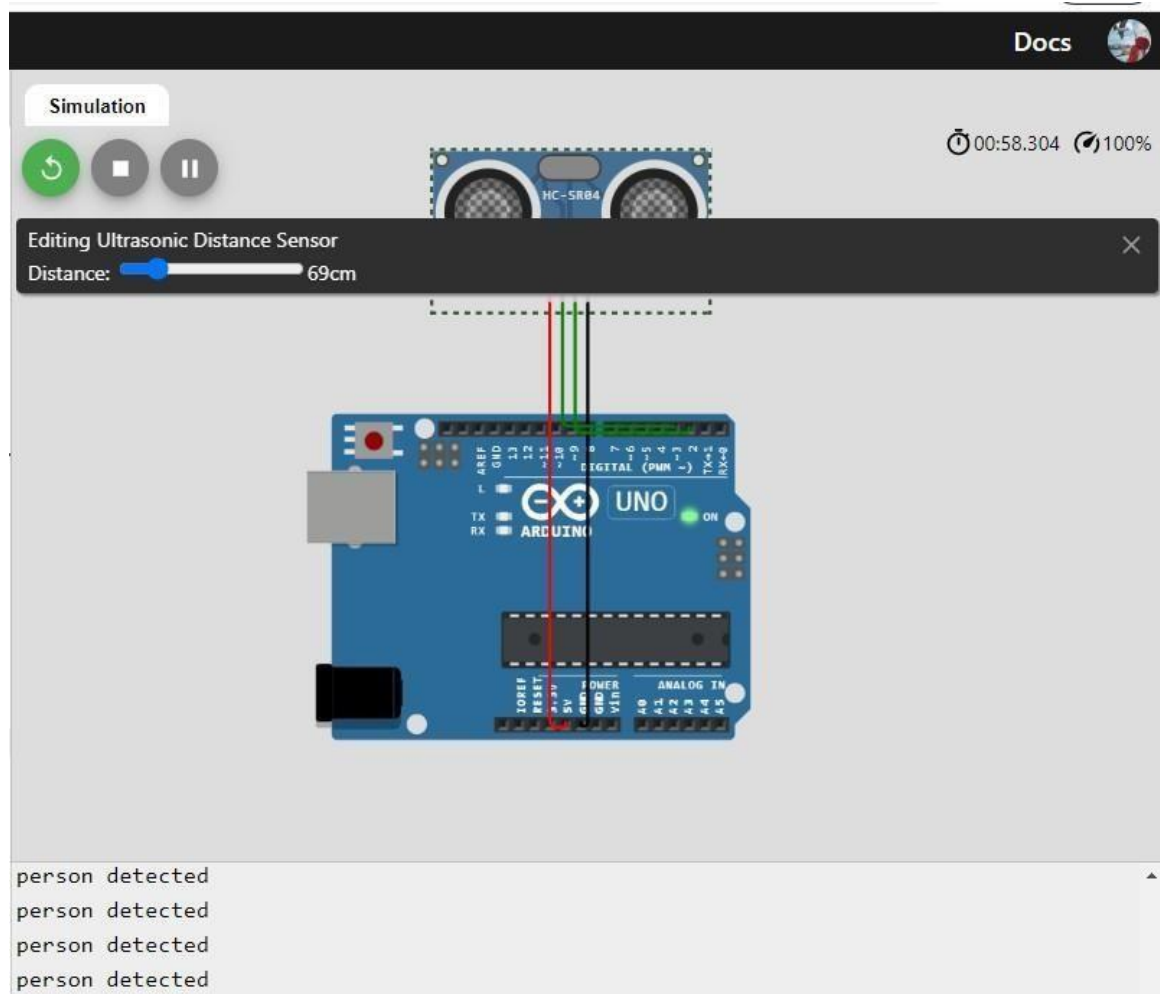 Docs
Simulation
00:58.304 100%
HC-SR04
Editing Ultrasonic Distance Sensor
Distance: 69cm
AREF
GND
13
12
~11
~10
~9
8
7
~6
~5
4
~3
2
TX→1
RX←0
DIGITAL (PWM ~)
L
TX
RX
ARDUINO
UNO
ON
IOREF
RESET
3.3V
5V
GND
GND
Vin
POWER
ANALOG IN
A0
A1
A2
A3
A4
A5
person detected
person detected
person detected
person detected